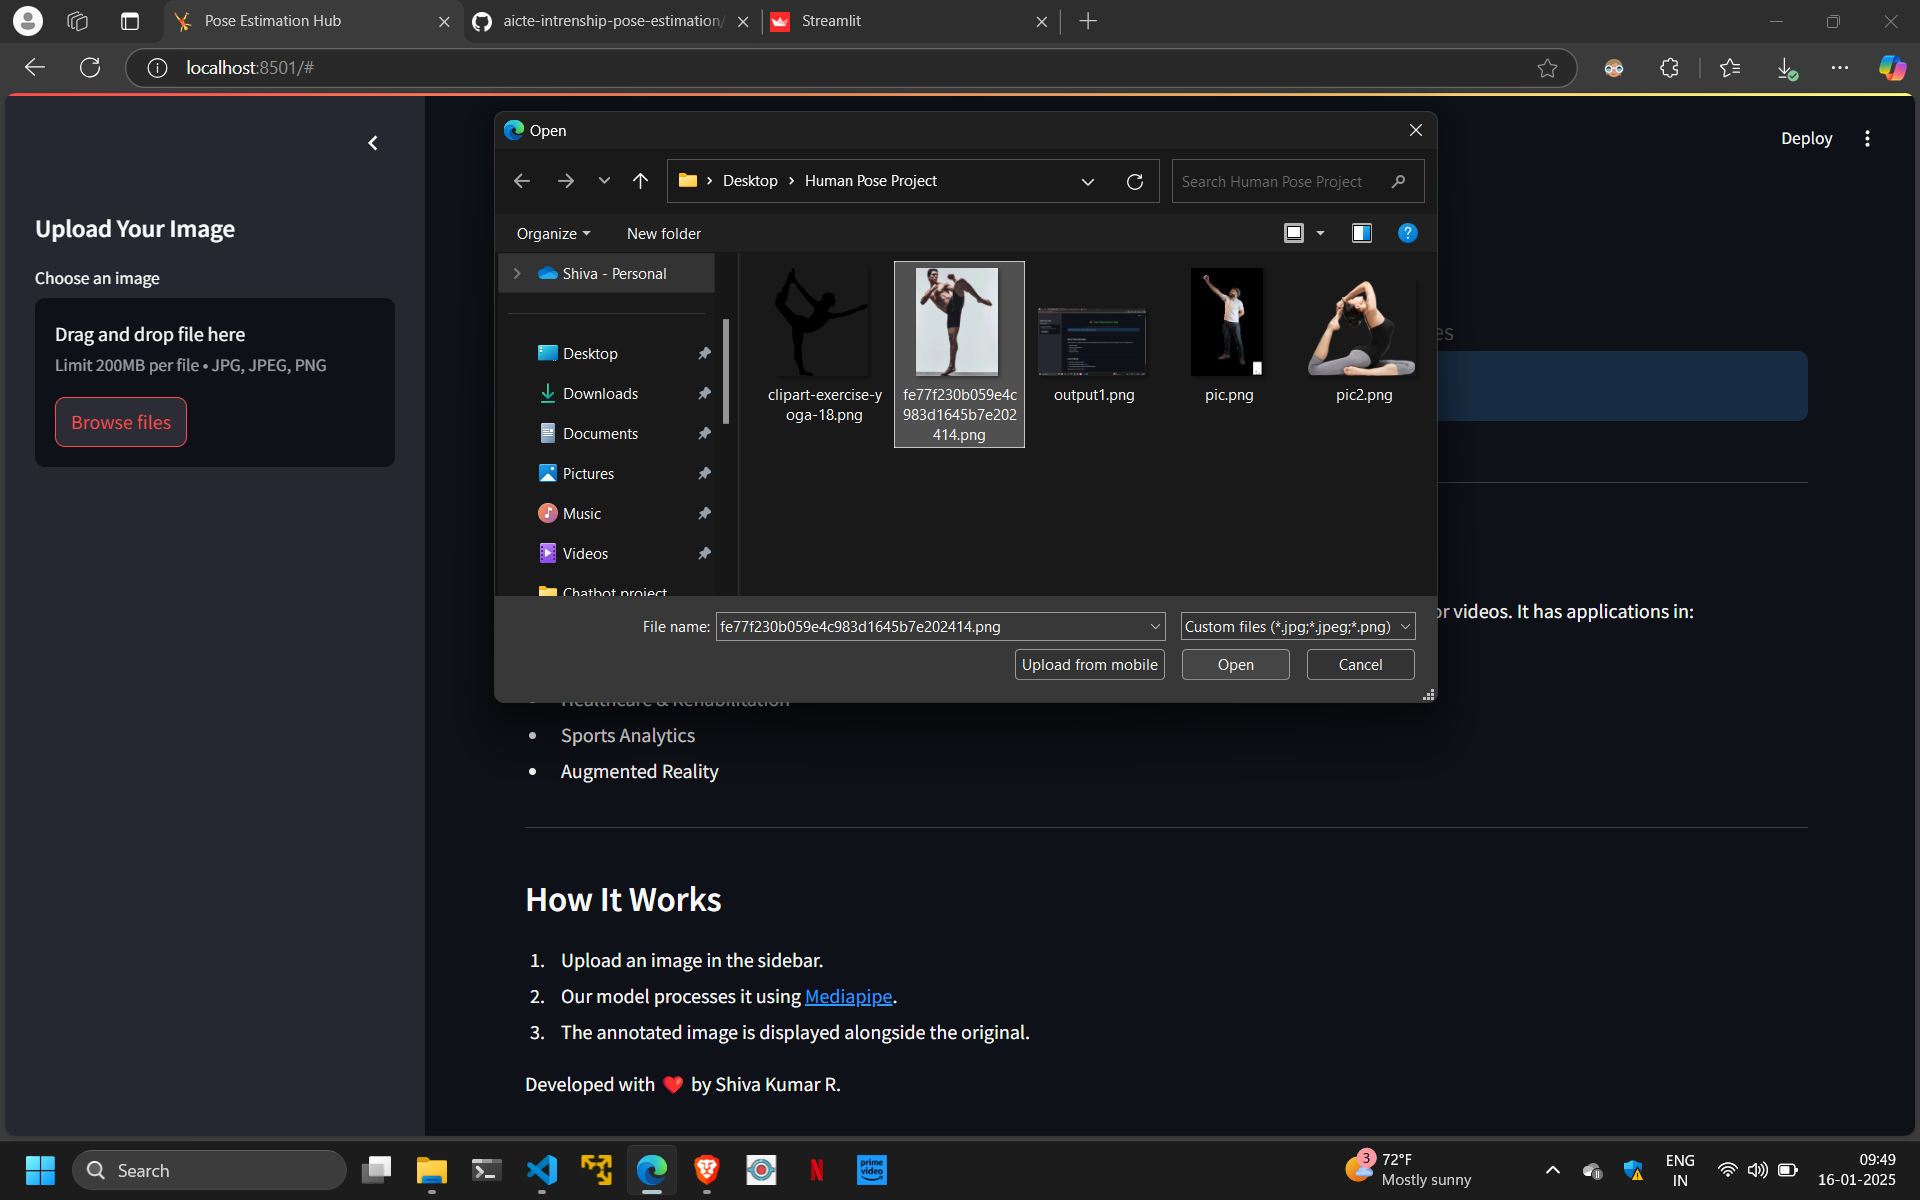 Pose Estimation Hub
aicte-intrenship-pose-estimation/
Streamlit
localhost:8501/#
Deploy
Upload Your Image
Choose an image
Drag and drop file here
Limit 200MB per file • JPG, JPEG, PNG
Browse files
Open
Desktop
Human Pose Project
Search Human Pose Project
Organize
New folder
Shiva - Personal
Desktop
Downloads
Documents
Pictures
Music
Videos
Chatbot project
clipart-exercise-y
oga-18.png
fe77f230b059e4c
983d1645b7e202
414.png
output1.png
pic.png
pic2.png
es
File name:
fe77f230b059e4c983d1645b7e202414.png
Custom files (*.jpg;*.jpeg;*.png)
Upload from mobile
Open
Cancel
or videos. It has applications in:
Healthcare & Rehabilitation
Sports Analytics
Augmented Reality
How It Works
1. Upload an image in the sidebar.
2. Our model processes it using Mediapipe.
3. The annotated image is displayed alongside the original.
Developed with ❤️ by Shiva Kumar R.
Search
prime
video
3
72°F
Mostly sunny
ENG
IN
09:49
16-01-2025